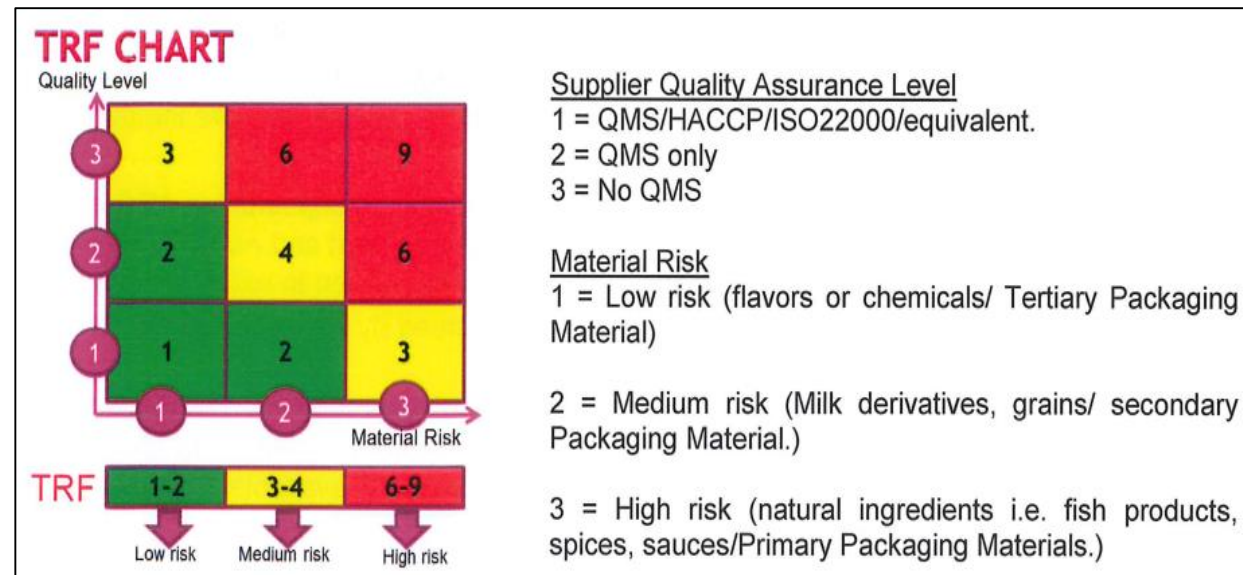 TRF CHART
Quality Level
3
3 6 9
2
2 4 6
1
1 2 3
1 2 3
Material Risk
TRF 1-2 3-4 6-9
Low risk Medium risk High risk
Supplier Quality Assurance Level
1 = QMS/HACCP/ISO22000/equivalent.
2 = QMS only
3 = No QMS
Material Risk
1 = Low risk (flavors or chemicals/ Tertiary Packaging
Material)
2 = Medium risk (Milk derivatives, grains/ secondary
Packaging Material.)
3 = High risk (natural ingredients i.e. fish products,
spices, sauces/Primary Packaging Materials.)